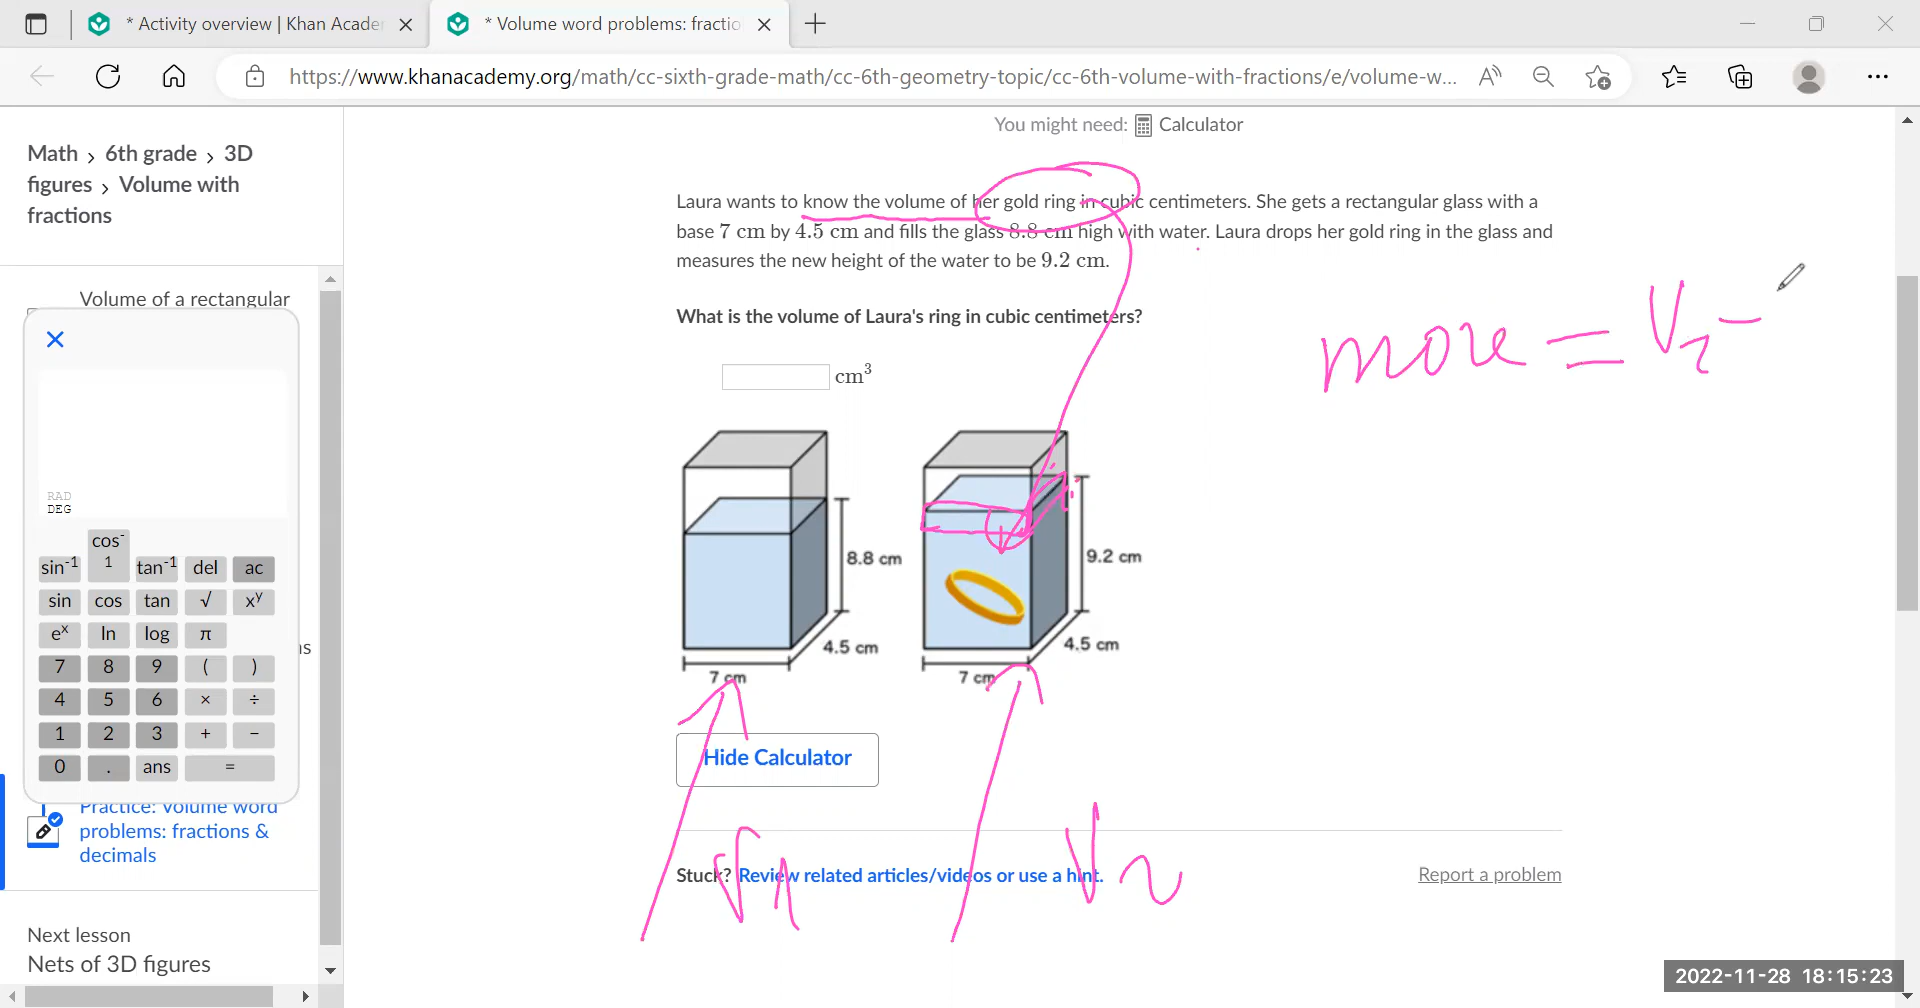 * Activity overview | Khan Acade
* Volume word problems: fractio
https://www.khanacademy.org/math/cc-sixth-grade-math/cc-6th-geometry-topic/cc-6th-volume-with-fractions/e/volume-w...
Math > 6th grade > 3D
figures > Volume with
fractions
Volume of a rectangular
RAD
DEG
cos⁻
sin⁻¹ 1 tan⁻¹ del ac
sin cos tan √ xʸ
eˣ ln log π
7 8 9 ( )
4 5 6 × ÷
1 2 3 + −
0 . ans =
Practice: Volume word
problems: fractions &
decimals
Next lesson
Nets of 3D figures
You might need: Calculator
Laura wants to know the volume of her gold ring in cubic centimeters. She gets a rectangular glass with a
base 7 cm by 4.5 cm and fills the glass 8.8 cm high with water. Laura drops her gold ring in the glass and
measures the new height of the water to be 9.2 cm.
What is the volume of Laura's ring in cubic centimeters?
cm³
more = V2 −
8.8 cm
4.5 cm
7 cm
9.2 cm
4.5 cm
7 cm
Hide Calculator
V1
V2
Stuck? Review related articles/videos or use a hint.
Report a problem
2022-11-28 18:15:23